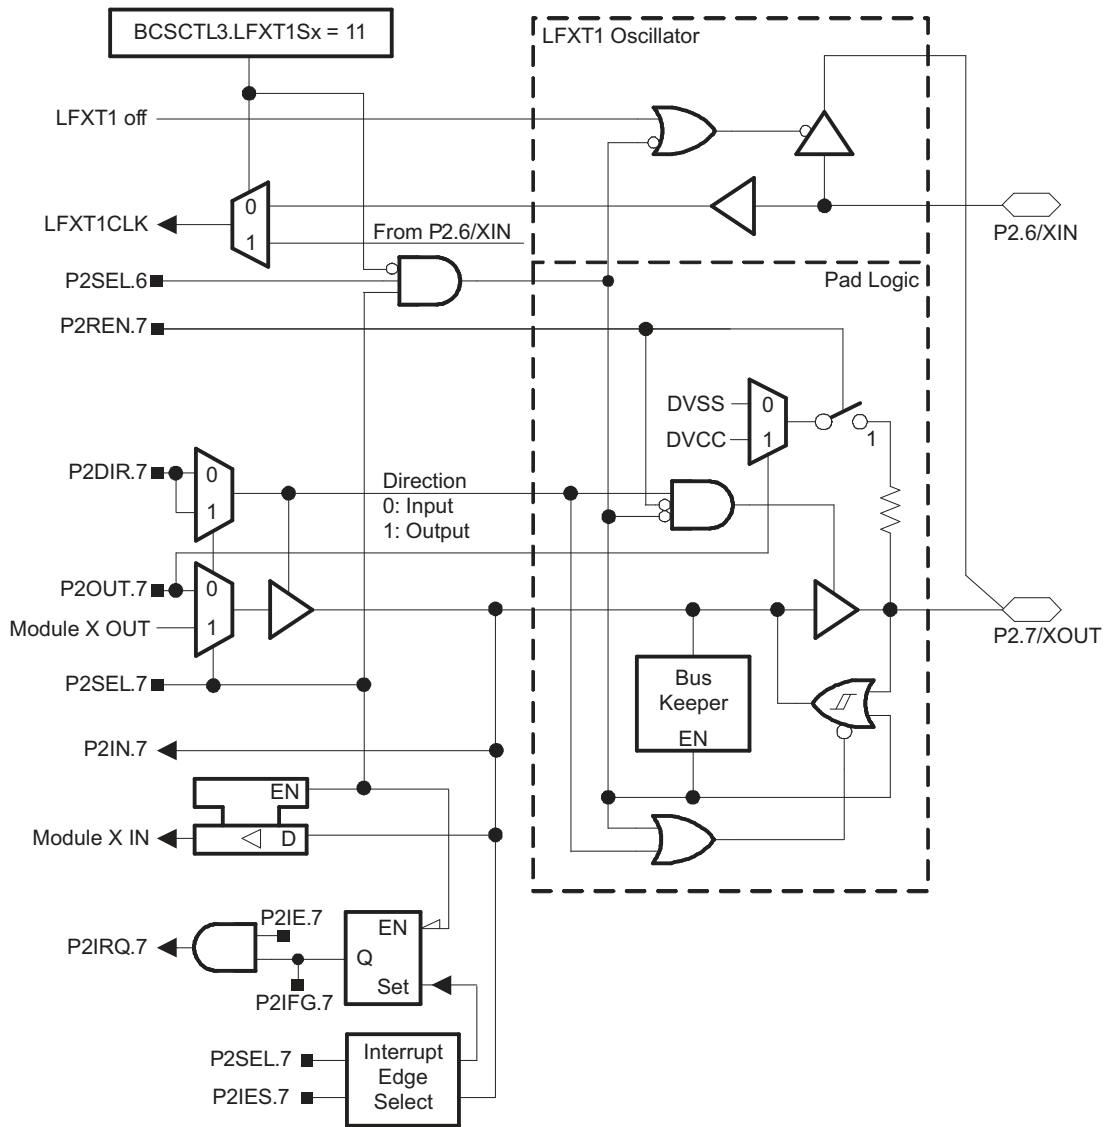 BCSCTL3.LFXT1Sx = 11
LFXT1 Oscillator
LFXT1 off
0
LFXT1CLK
1
From P2.6/XIN
P2.6/XIN
P2SEL.6
Pad Logic
P2REN.7
DVSS
0
DVCC
1
1
P2DIR.7
0
1
Direction
0: Input
1: Output
P2OUT.7
0
Module X OUT
1
P2.7/XOUT
P2SEL.7
Bus
Keeper
EN
P2IN.7
EN
Module X IN
D
P2IE.7
EN
P2IRQ.7
Q
Set
P2IFG.7
P2SEL.7
P2IES.7
Interrupt
Edge
Select